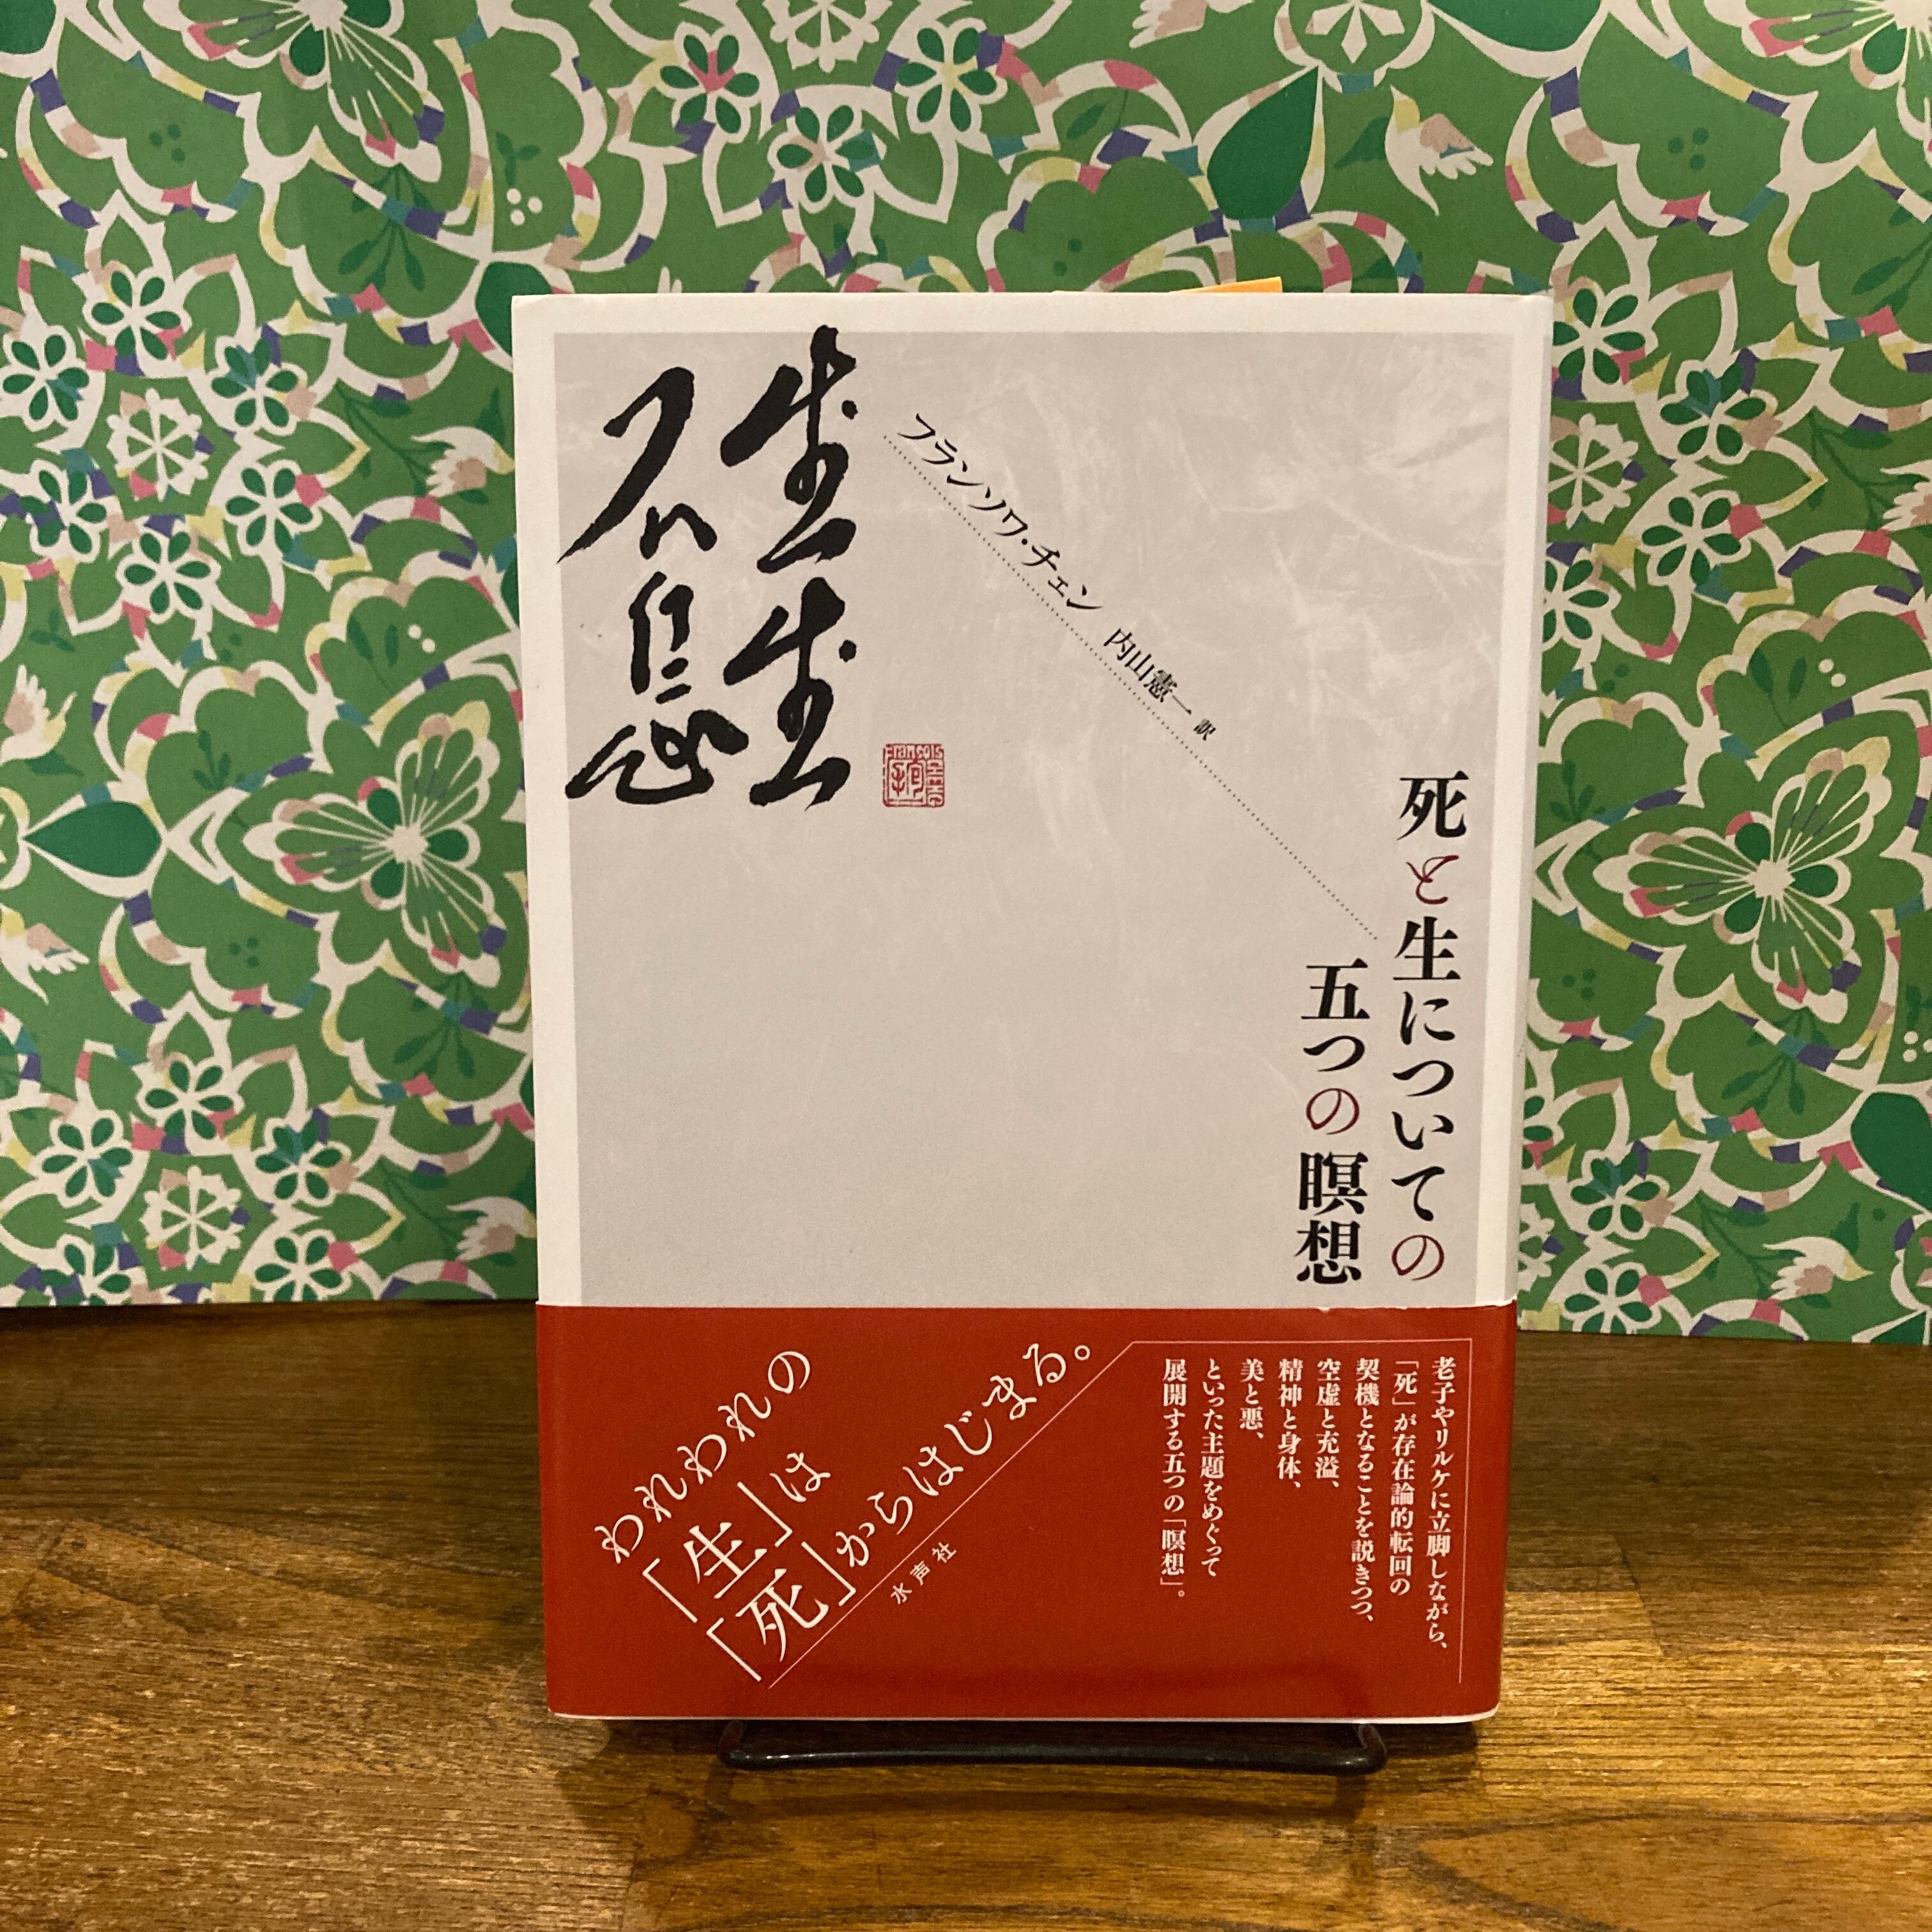 生生
不息
フランソワ・チェン 内山憲一 訳
死と生についての
五つの瞑想
われわれの
「生」は
「死」からはじまる。
水声社
老子やリルケに立脚しながら、
「死」が存在論的転回の
契機となることを説きつつ、
空虚と充溢、
精神と身体、
美と悪、
といった主題をめぐって
展開する五つの「瞑想」。